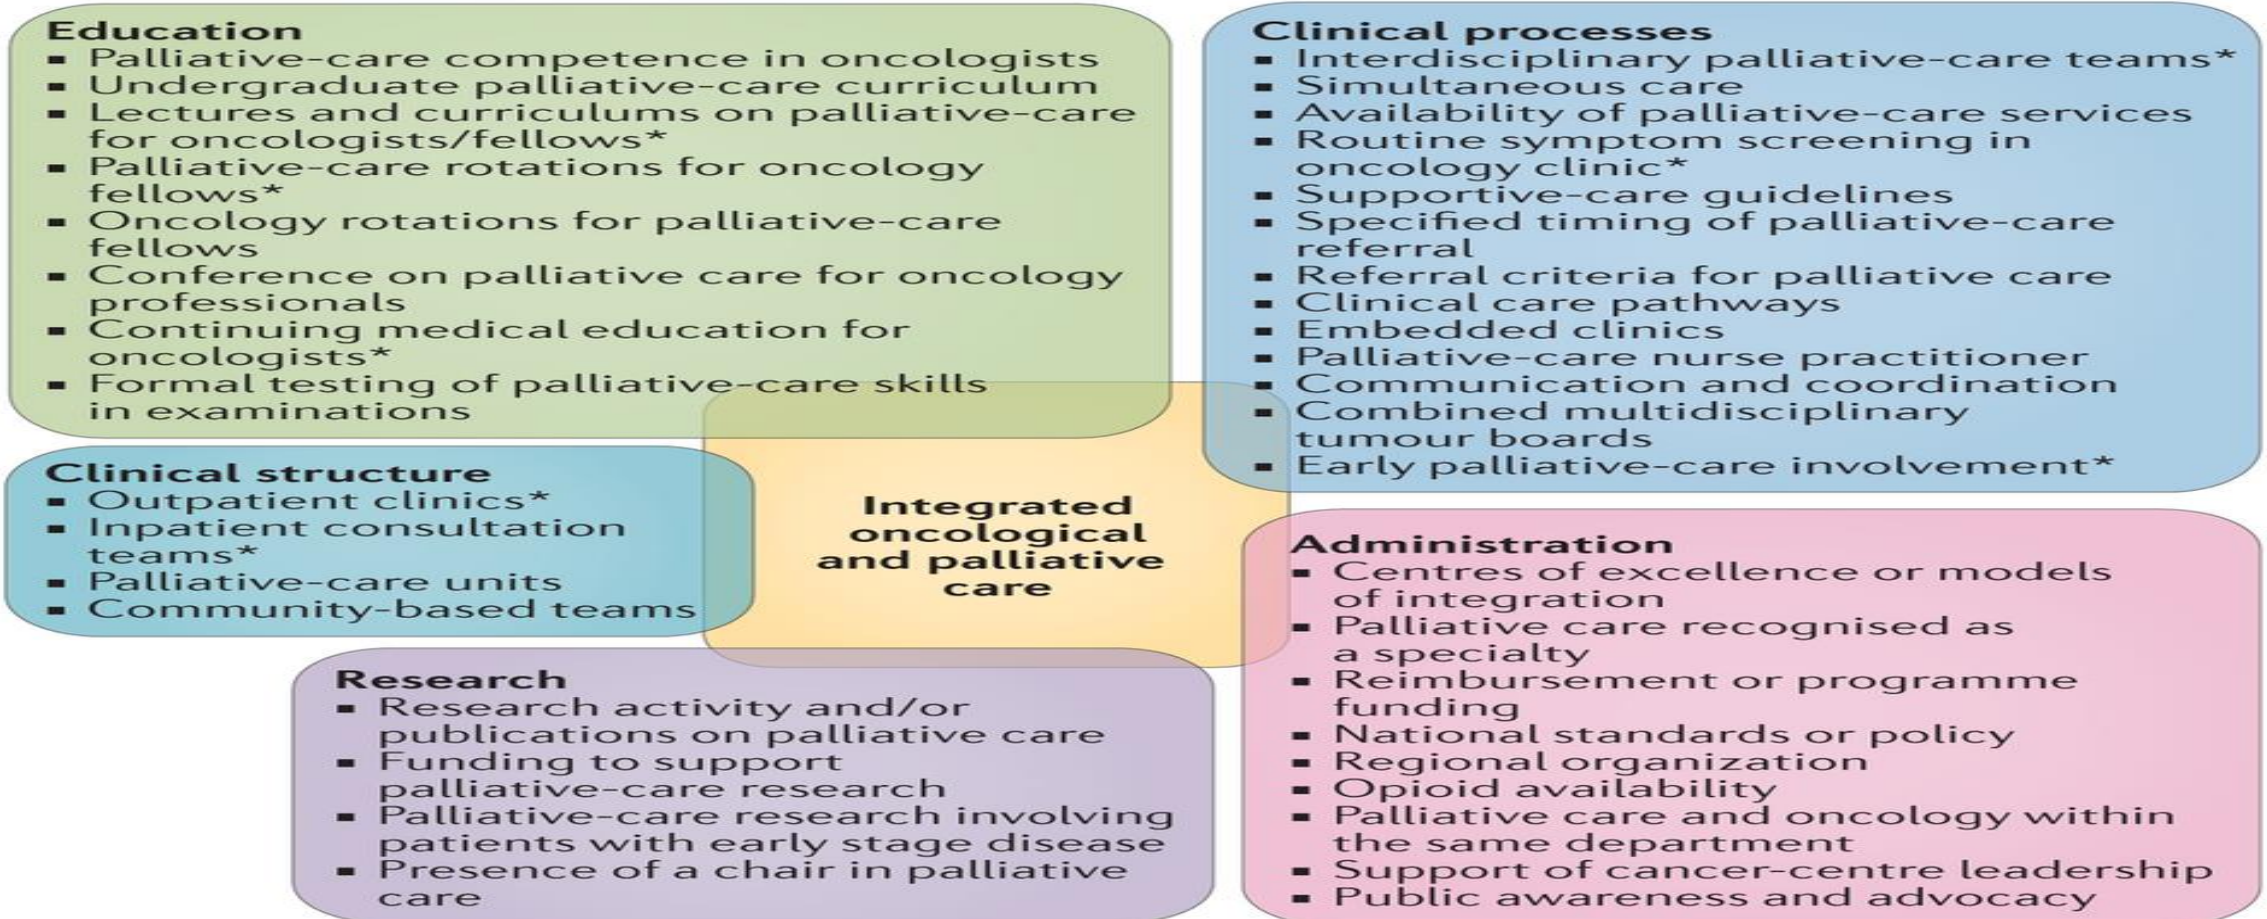 Education
▪ Palliative-care competence in oncologists
▪ Undergraduate palliative-care curriculum
▪ Lectures and curriculums on palliative-care
for oncologists/fellows*
▪ Palliative-care rotations for oncology
fellows*
▪ Oncology rotations for palliative-care
fellows
▪ Conference on palliative care for oncology
professionals
▪ Continuing medical education for
oncologists*
▪ Formal testing of palliative-care skills
in examinations
Clinical processes
▪ Interdisciplinary palliative-care teams*
▪ Simultaneous care
▪ Availability of palliative-care services
▪ Routine symptom screening in
oncology clinic*
▪ Supportive-care guidelines
▪ Specified timing of palliative-care
referral
▪ Referral criteria for palliative care
▪ Clinical care pathways
▪ Embedded clinics
▪ Palliative-care nurse practitioner
▪ Communication and coordination
▪ Combined multidisciplinary
tumour boards
▪ Early palliative-care involvement*
Clinical structure
▪ Outpatient clinics*
▪ Inpatient consultation
teams*
▪ Palliative-care units
▪ Community-based teams
Integrated
oncological
and palliative
care
Administration
▪ Centres of excellence or models
of integration
▪ Palliative care recognised as
a specialty
▪ Reimbursement or programme
funding
▪ National standards or policy
▪ Regional organization
▪ Opioid availability
▪ Palliative care and oncology within
the same department
▪ Support of cancer-centre leadership
▪ Public awareness and advocacy
Research
▪ Research activity and/or
publications on palliative care
▪ Funding to support
palliative-care research
▪ Palliative-care research involving
patients with early stage disease
▪ Presence of a chair in palliative
care